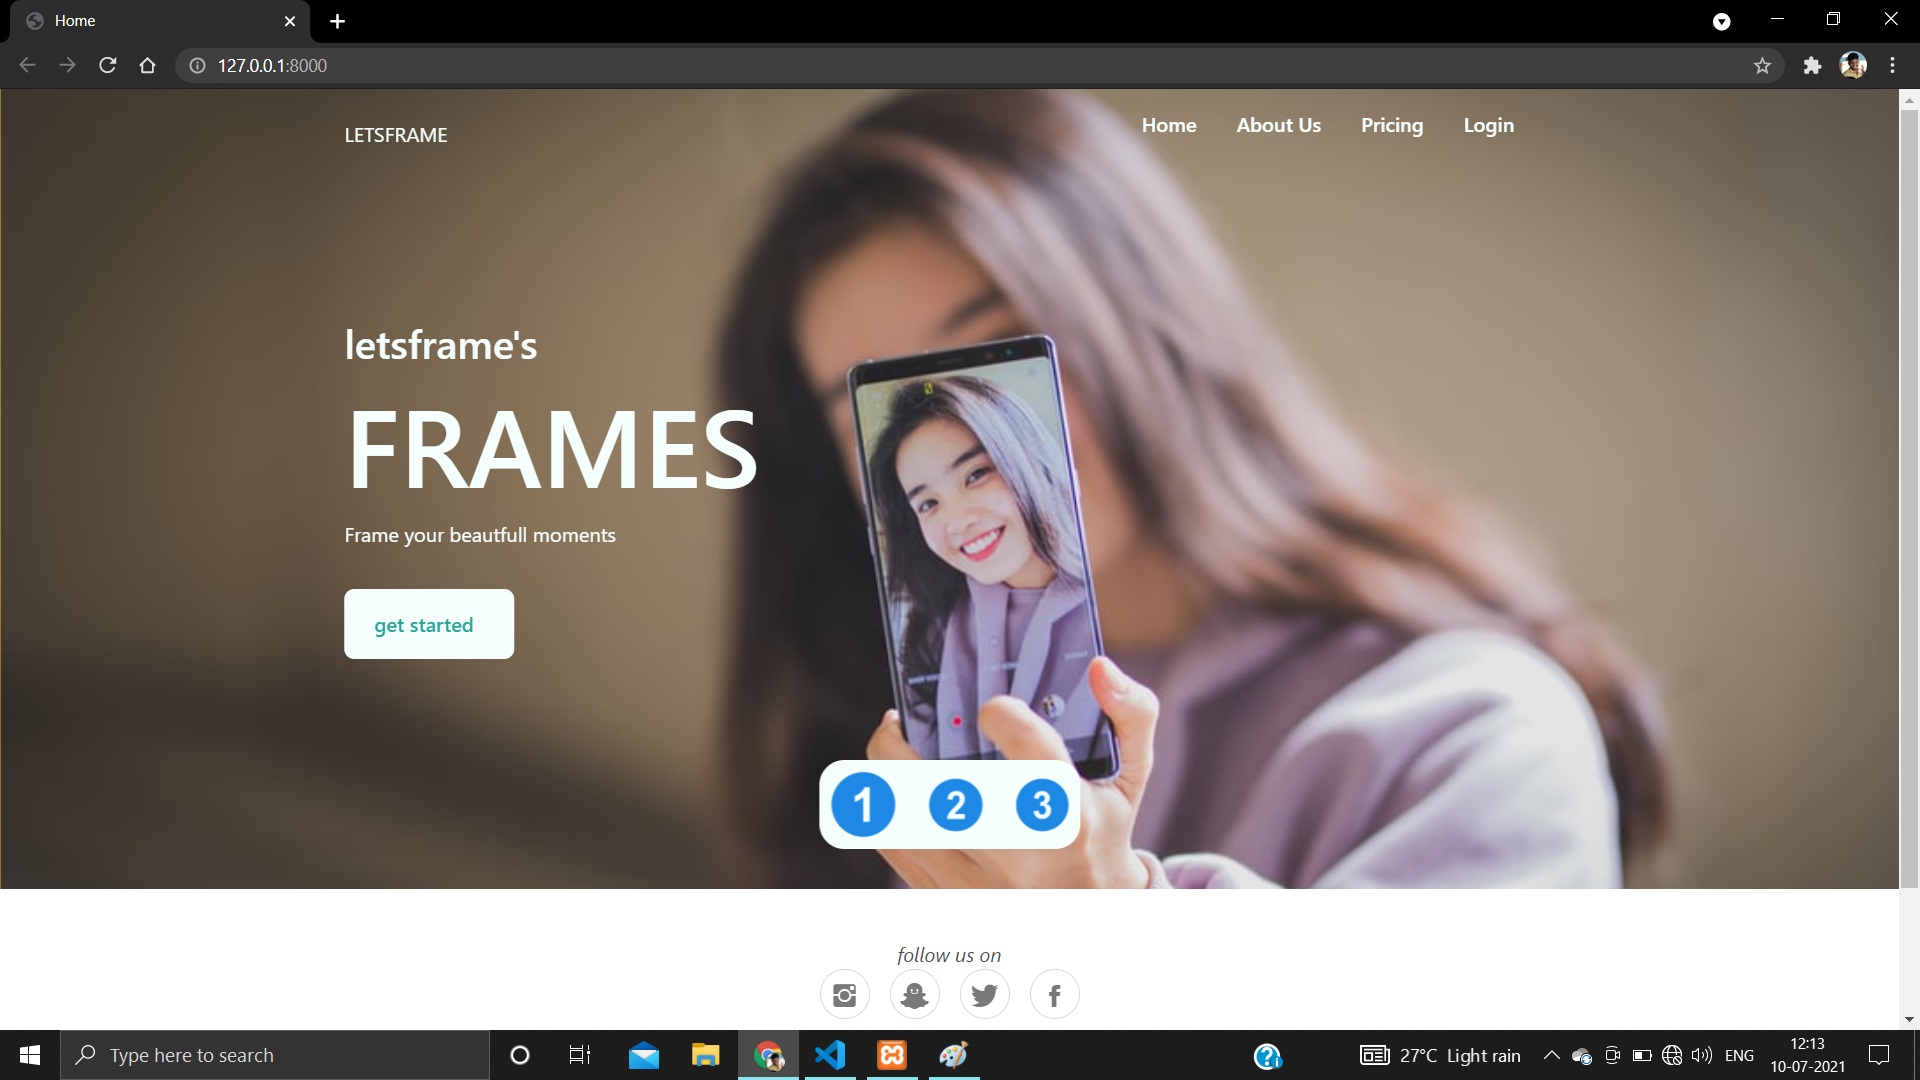 Home
127.0.0.1:8000
LETSFRAME
Home About Us Pricing Login
letsframe's
FRAMES
Frame your beautfull moments
get started
1 2 3
follow us on
Type here to search
27°C Light rain
ENG
12:13
10-07-2021